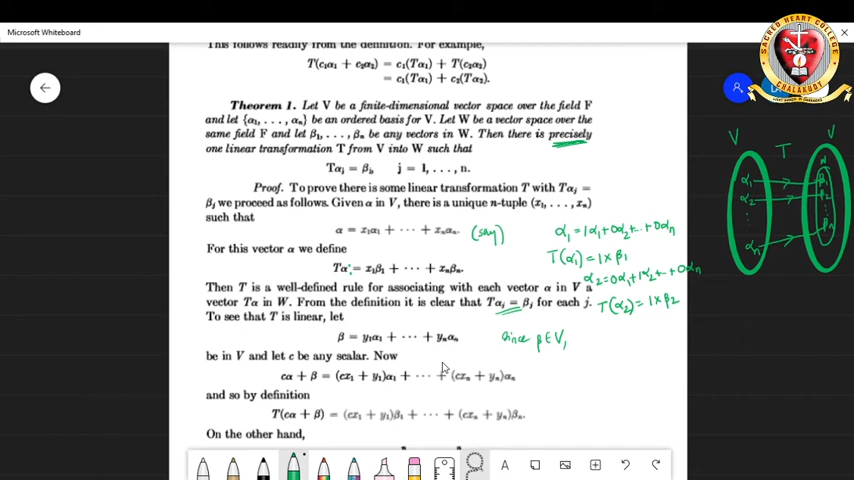 Microsoft Whiteboard
This follows readily from the definition. For example,
T(c₁α₁ + c₂α₂) = c₁(Tα₁) + T(c₂α₂)
= c₁(Tα₁) + c₂(Tα₂).
Theorem 1. Let V be a finite-dimensional vector space over the field F
and let {α₁, . . . , αₙ} be an ordered basis for V. Let W be a vector space over the
same field F and let β₁, . . . , βₙ be any vectors in W. Then there is precisely
one linear transformation T from V into W such that
Tαⱼ = βⱼ, j = 1, . . . , n.
Proof. To prove there is some linear transformation T with Tαⱼ =
βⱼ we proceed as follows. Given α in V, there is a unique n-tuple (x₁, . . . , xₙ)
such that
α = x₁α₁ + · · · + xₙαₙ. (say)
For this vector α we define
Tα = x₁β₁ + · · · + xₙβₙ.
Then T is a well-defined rule for associating with each vector α in V a
vector Tα in W. From the definition it is clear that Tαⱼ = βⱼ for each j.
To see that T is linear, let
β = y₁α₁ + · · · + yₙαₙ since β∈V,
be in V and let c be any scalar. Now
cα + β = (cx₁ + y₁)α₁ + · · · + (cxₙ + yₙ)αₙ
and so by definition
T(cα + β) = (cx₁ + y₁)β₁ + · · · + (cxₙ + yₙ)βₙ.
On the other hand,
α₁ = 1α₁+0α₂+··+0αₙ
T(α₁) = 1×β₁
α₂=0α₁+1α₂+··+0αₙ
T(α₂) = 1×β₂
V T V
W
α₁ β₁
α₂ β₂
⋮ ⋮
αₙ βₙ
SACRED HEART COLLEGE
CHALAKUDY
A